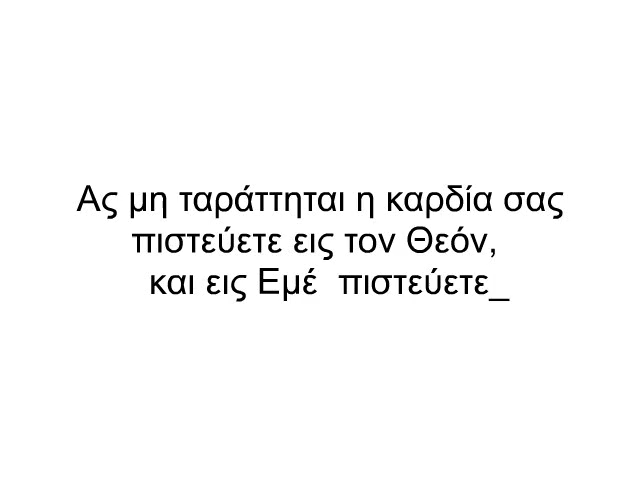 Ας μη ταράττηται η καρδία σας
πιστεύετε εις τον Θεόν,
και εις Εμέ  πιστεύετε_